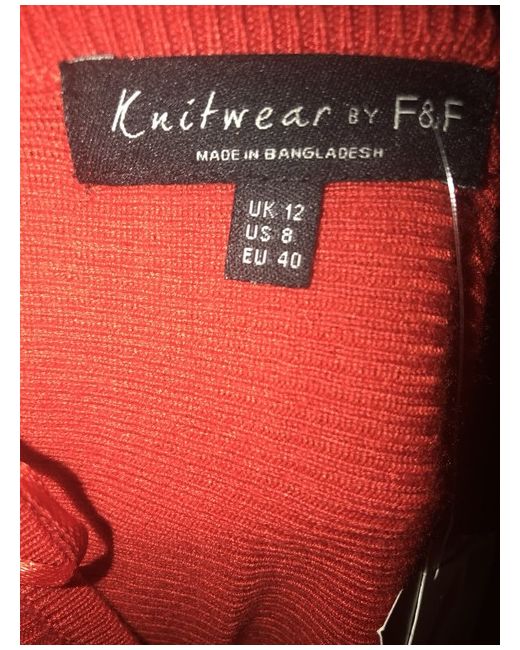 Knitwear BY F&F
MADE IN BANGLADESH
UK 12
US 8
EU 40